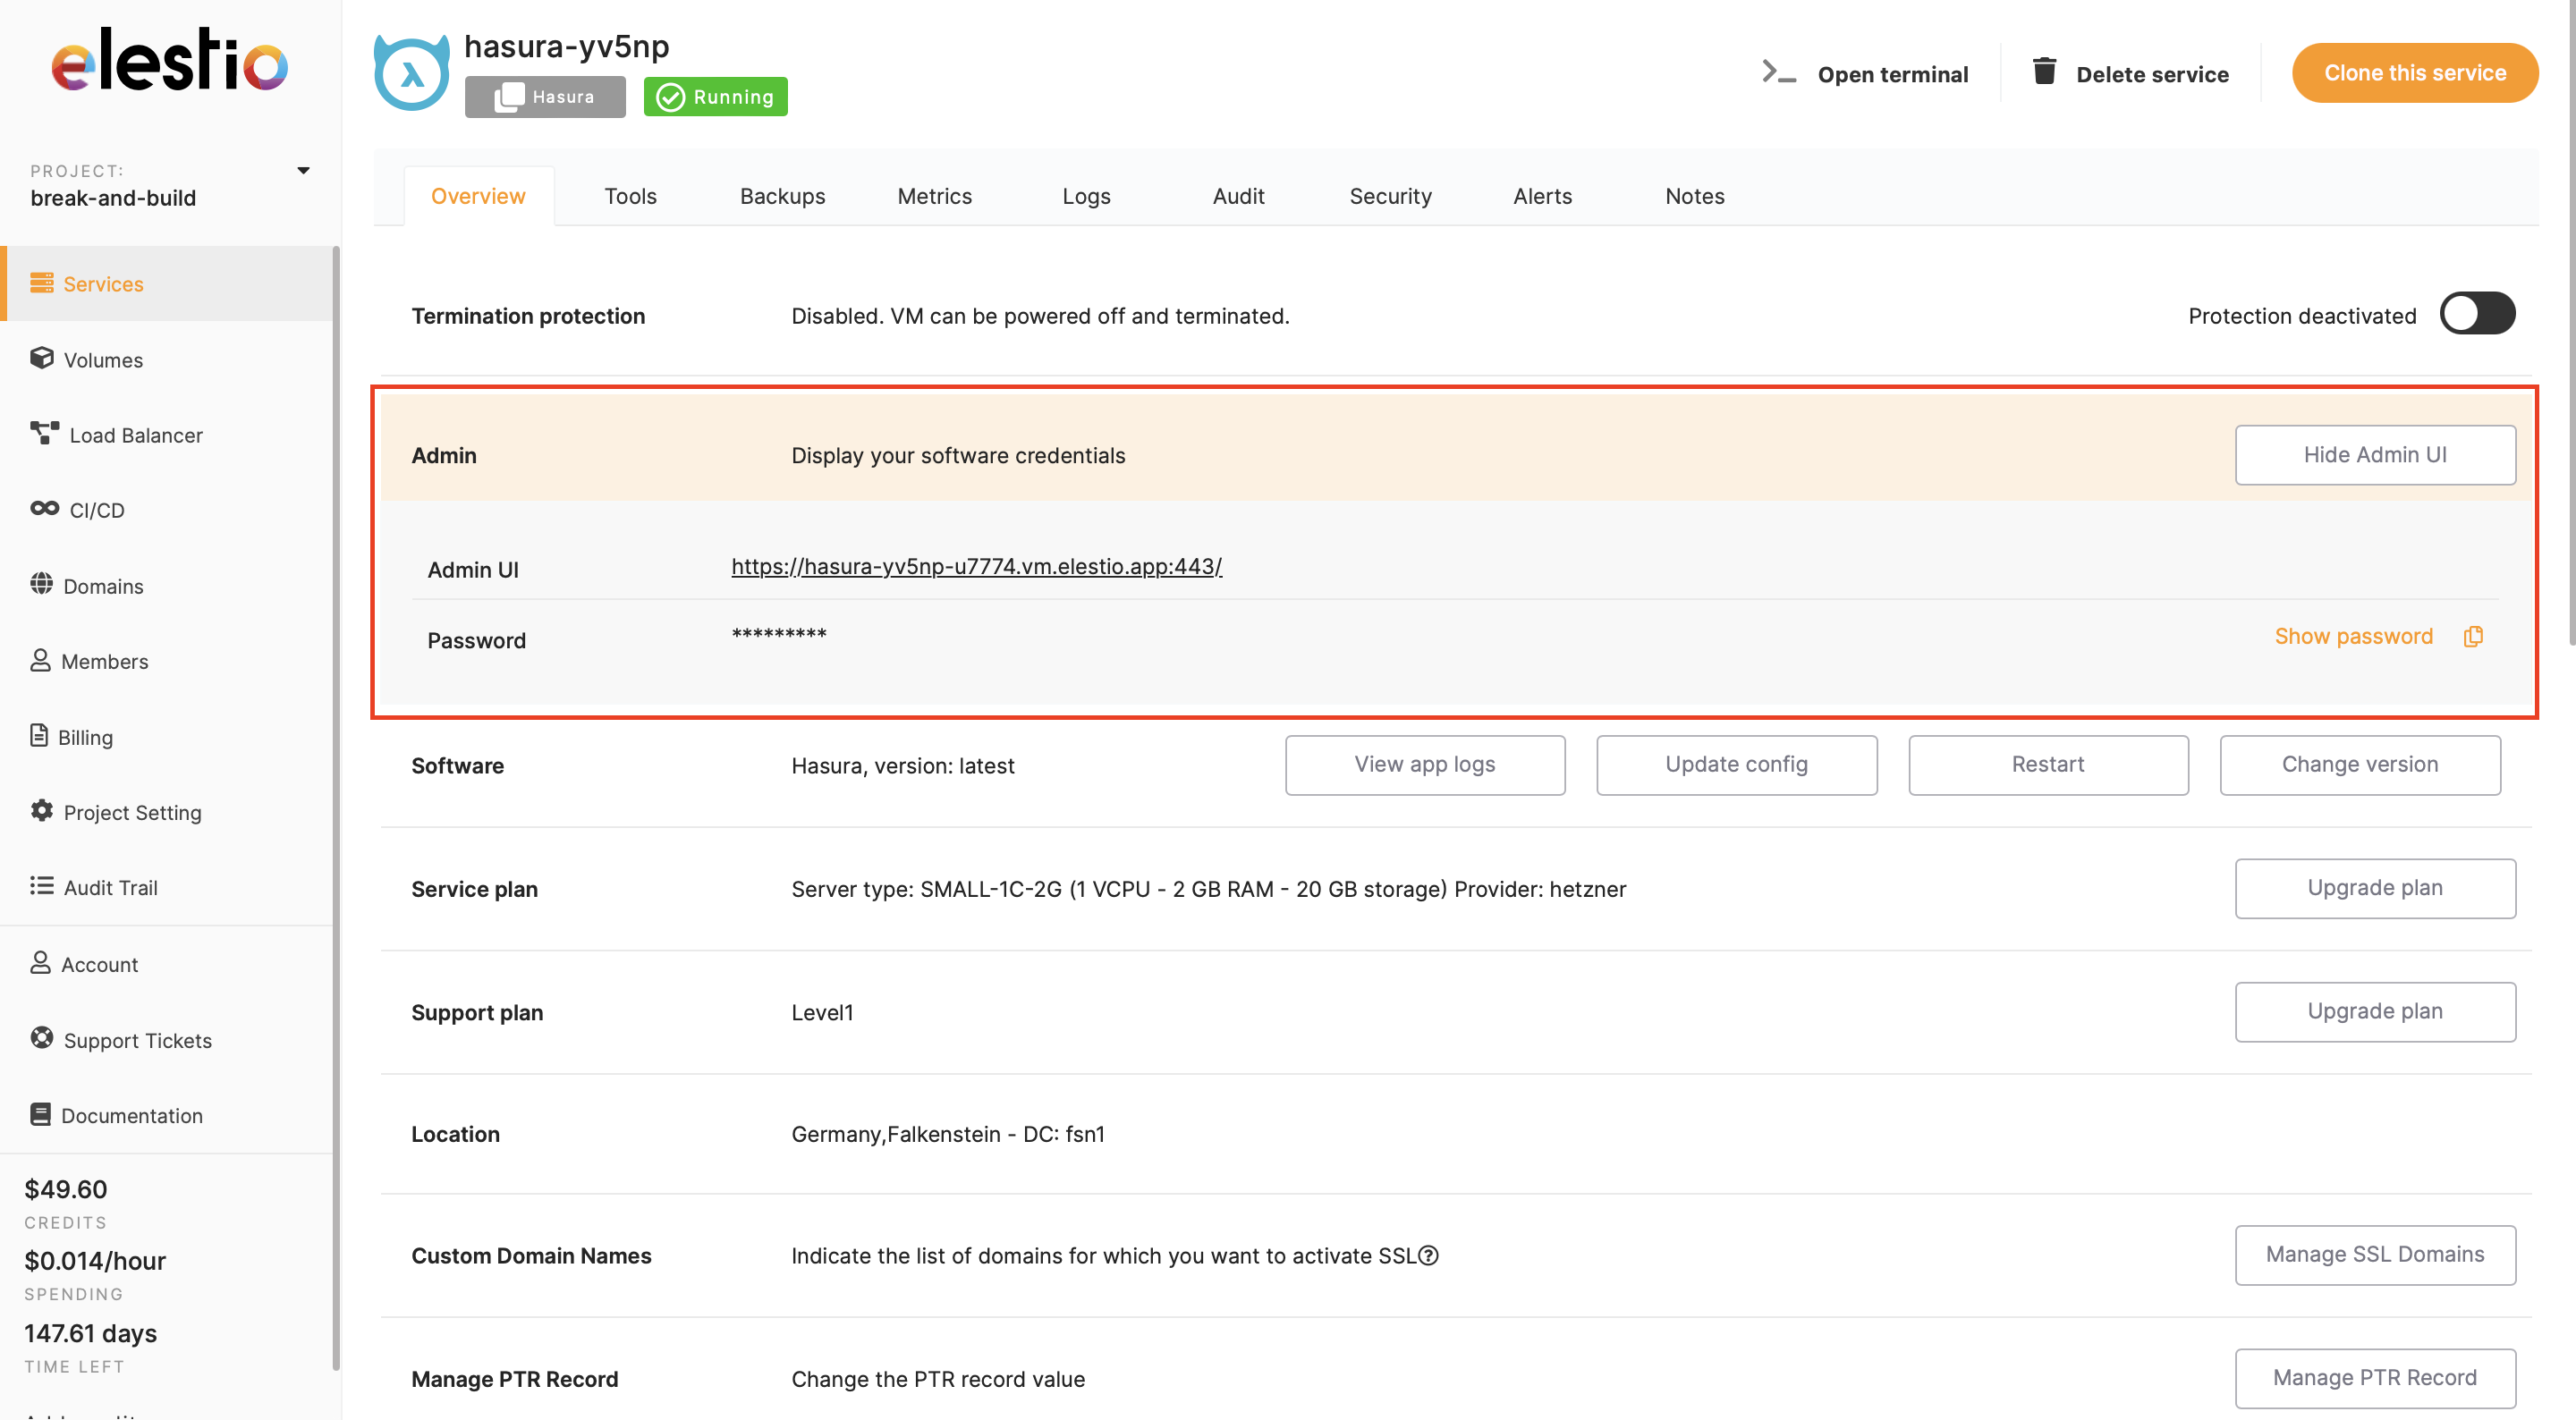 elestio
PROJECT:
break-and-build
Services
Volumes
Load Balancer
CI/CD
Domains
Members
Billing
Project Setting
Audit Trail
Account
Support Tickets
Documentation
$49.60
CREDITS
$0.014/hour
SPENDING
147.61 days
TIME LEFT
hasura-yv5np
Hasura
Running
Open terminal
Delete service
Clone this service
Overview
Tools
Backups
Metrics
Logs
Audit
Security
Alerts
Notes
Termination protection
Disabled. VM can be powered off and terminated.
Protection deactivated
Admin
Display your software credentials
Hide Admin UI
Admin UI
https://hasura-yv5np-u7774.vm.elestio.app:443/
Password
*********
Show password
Software
Hasura, version: latest
View app logs
Update config
Restart
Change version
Service plan
Server type: SMALL-1C-2G (1 VCPU - 2 GB RAM - 20 GB storage) Provider: hetzner
Upgrade plan
Support plan
Level1
Upgrade plan
Location
Germany,Falkenstein - DC: fsn1
Custom Domain Names
Indicate the list of domains for which you want to activate SSL
Manage SSL Domains
Manage PTR Record
Change the PTR record value
Manage PTR Record